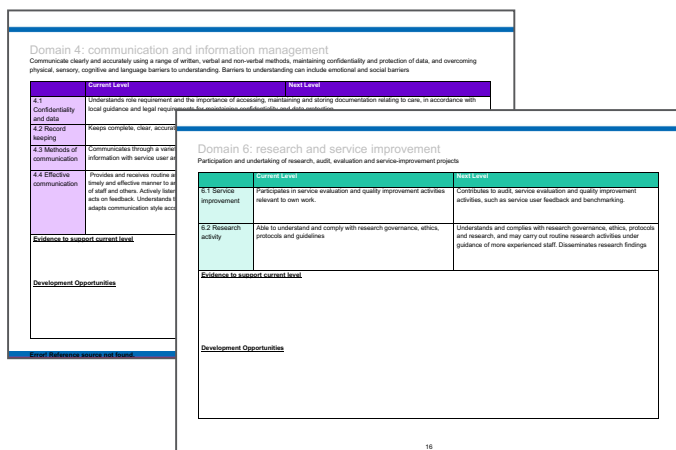 Domain 4: communication and information management
Communicate clearly and accurately using a range of written, verbal and non-verbal methods, maintaining confidentiality and protection of data, and overcoming
physical, sensory, cognitive and language barriers to understanding. Barriers to understanding can include emotional and social barriers
Current Level
Next Level
4.1
Confidentiality
and data
Understands role requirement and the importance of accessing, maintaining and storing documentation relating to care, in accordance with
local guidance and legal requirements for maintaining confidentiality and data protection
4.2 Record
keeping
Keeps complete, clear, accurat
4.3 Methods of
communication
Communicates through a varie
information with service user an
4.4 Effective
communication
Provides and receives routine a
timely and effective manner to a
of staff and others. Actively listen
acts on feedback. Understands t
adapts communication style acc
Evidence to support current level
Development Opportunities
Error! Reference source not found.
Domain 6: research and service improvement
Participation and undertaking of research, audit, evaluation and service-improvement projects
Current Level
Next Level
6.1 Service
improvement
Participates in service evaluation and quality improvement activities
relevant to own work.
Contributes to audit, service evaluation and quality improvement
activities, such as service user feedback and benchmarking.
6.2 Research
activity
Able to understand and comply with research governance, ethics,
protocols and guidelines
Understands and complies with research governance, ethics, protocols
and research, and may carry out routine research activities under
guidance of more experienced staff. Disseminates research findings
Evidence to support current level
Development Opportunities
16